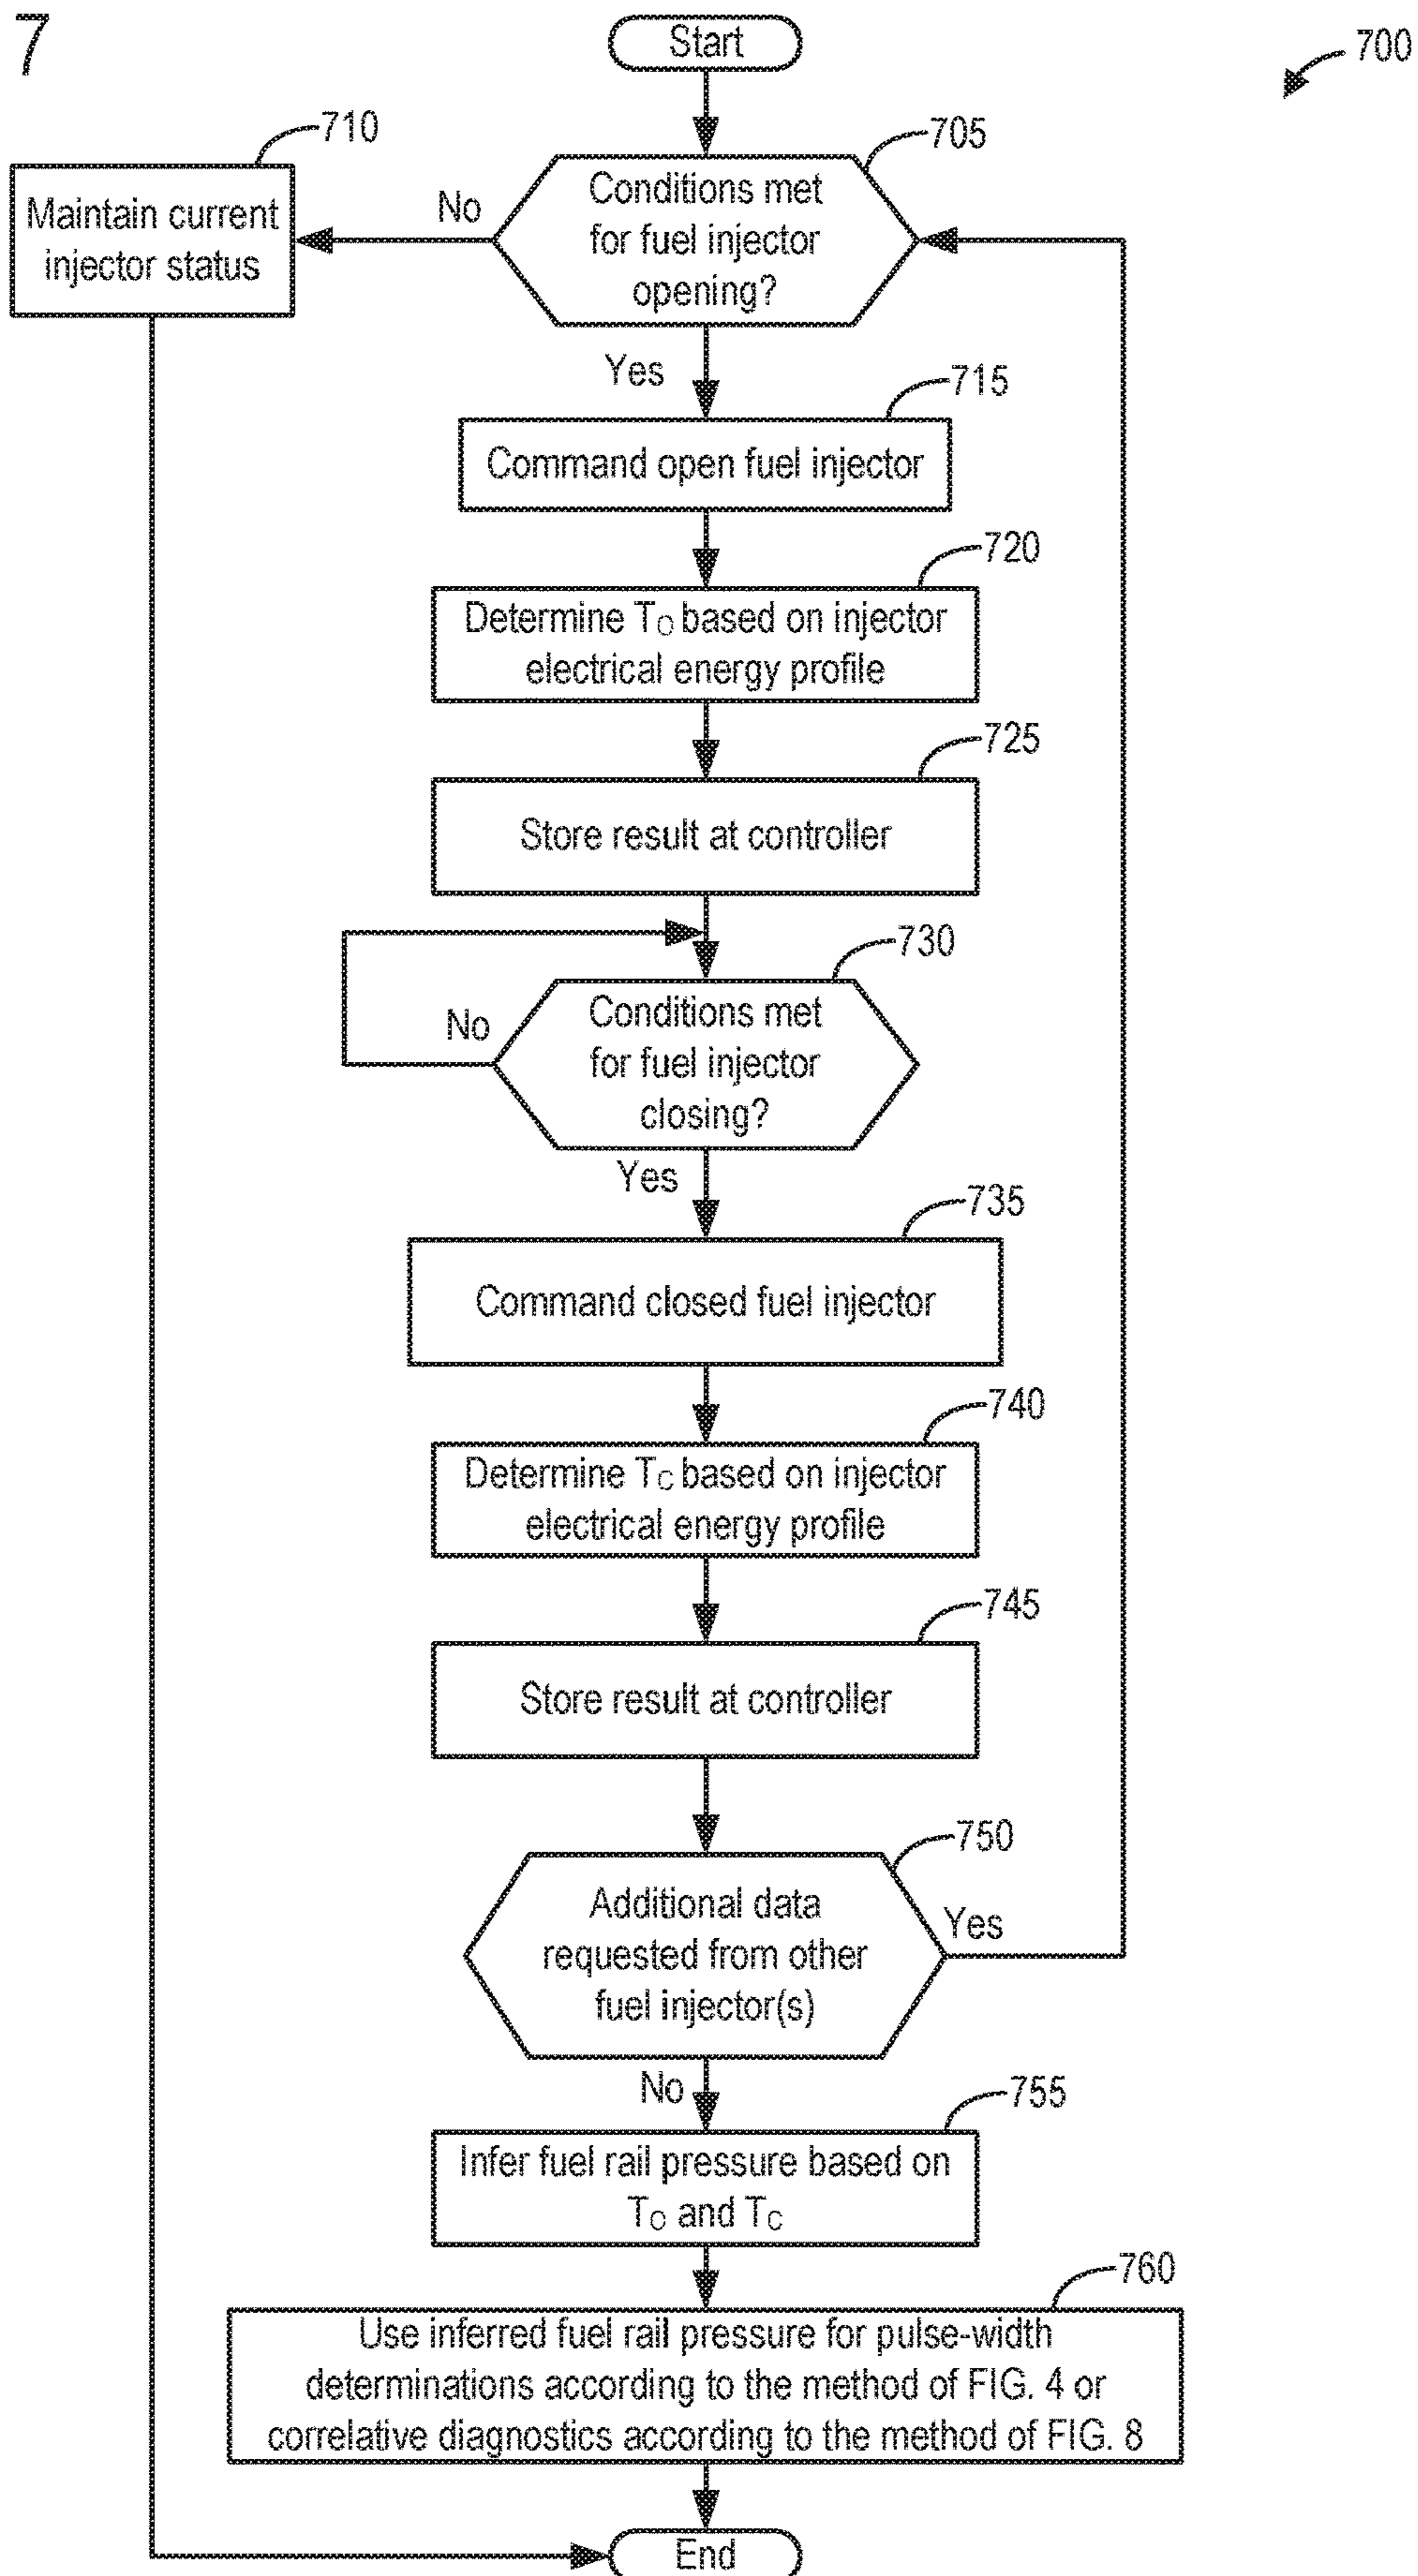 7
Start
700
705
710
Conditions met
for fuel injector
opening?
No
Maintain current
injector status
Yes
715
Command open fuel injector
720
Determine TO based on injector
electrical energy profile
725
Store result at controller
730
Conditions met
for fuel injector
closing?
No
Yes
735
Command closed fuel injector
740
Determine TC based on injector
electrical energy profile
745
Store result at controller
750
Additional data
requested from other
fuel injector(s)
Yes
No
755
Infer fuel rail pressure based on
TO and TC
760
Use inferred fuel rail pressure for pulse-width
determinations according to the method of FIG. 4 or
correlative diagnostics according to the method of FIG. 8
End